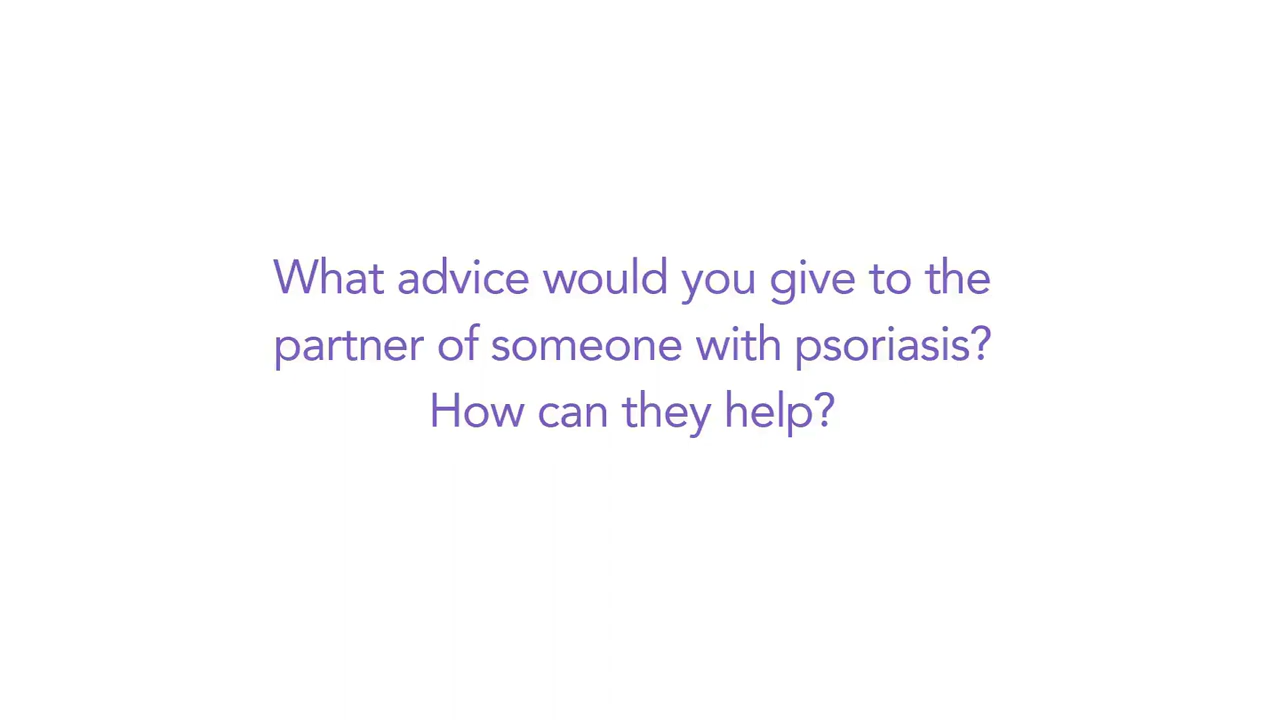 What advice would you give to the
partner of someone with psoriasis?
How can they help?